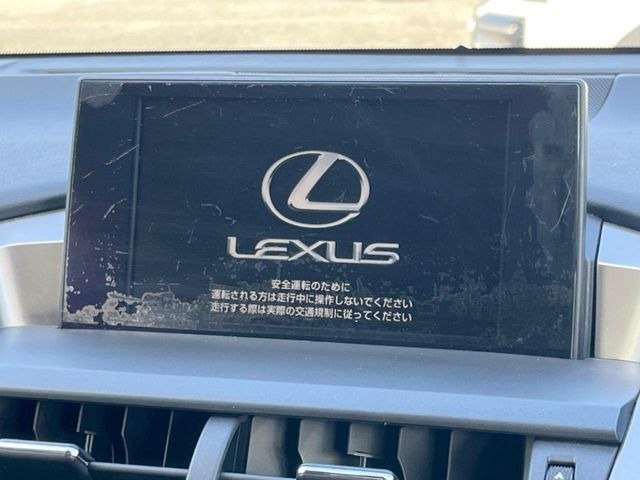 LEXUS
安全運転のために
運転される方は走行中に操作しないでください
走行する際は実際の交通規制に従ってください